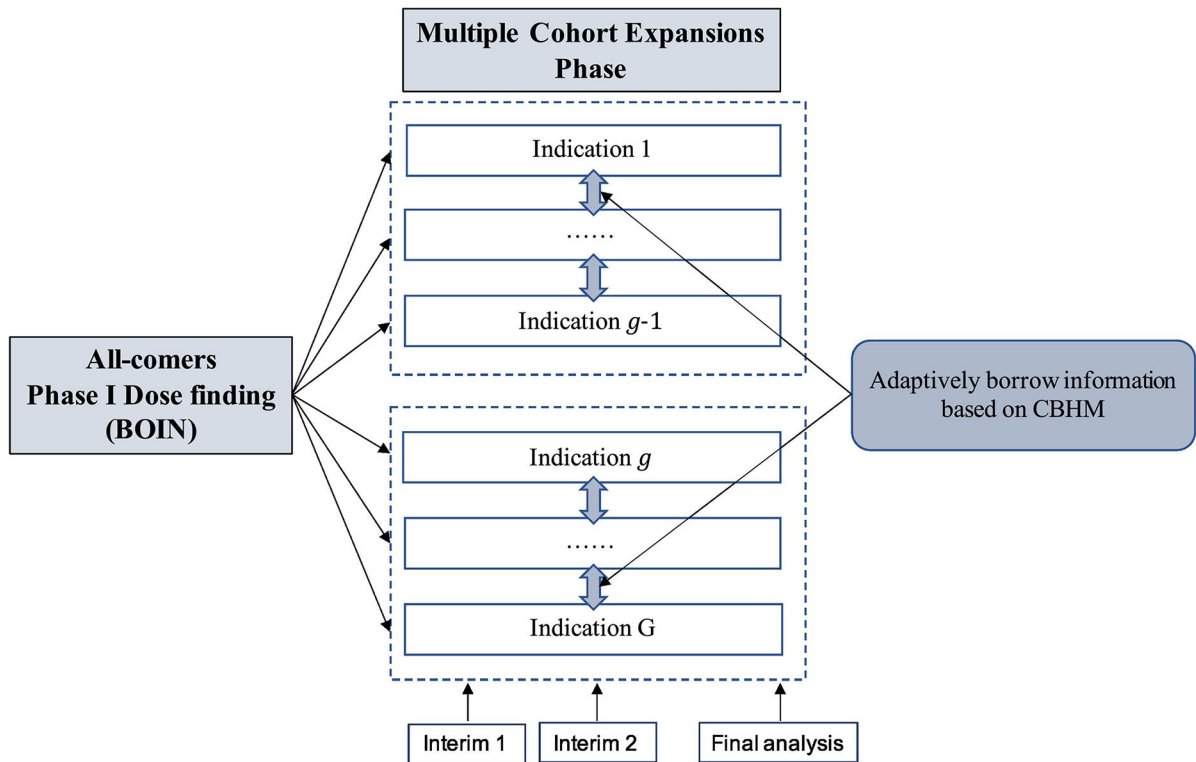 Multiple Cohort Expansions
Phase
Indication 1
......
Indication g-1
All-comers
Phase I Dose finding
(BOIN)
Adaptively borrow information
based on CBHM
Indication g
......
Indication G
Interim 1
Interim 2
Final analysis